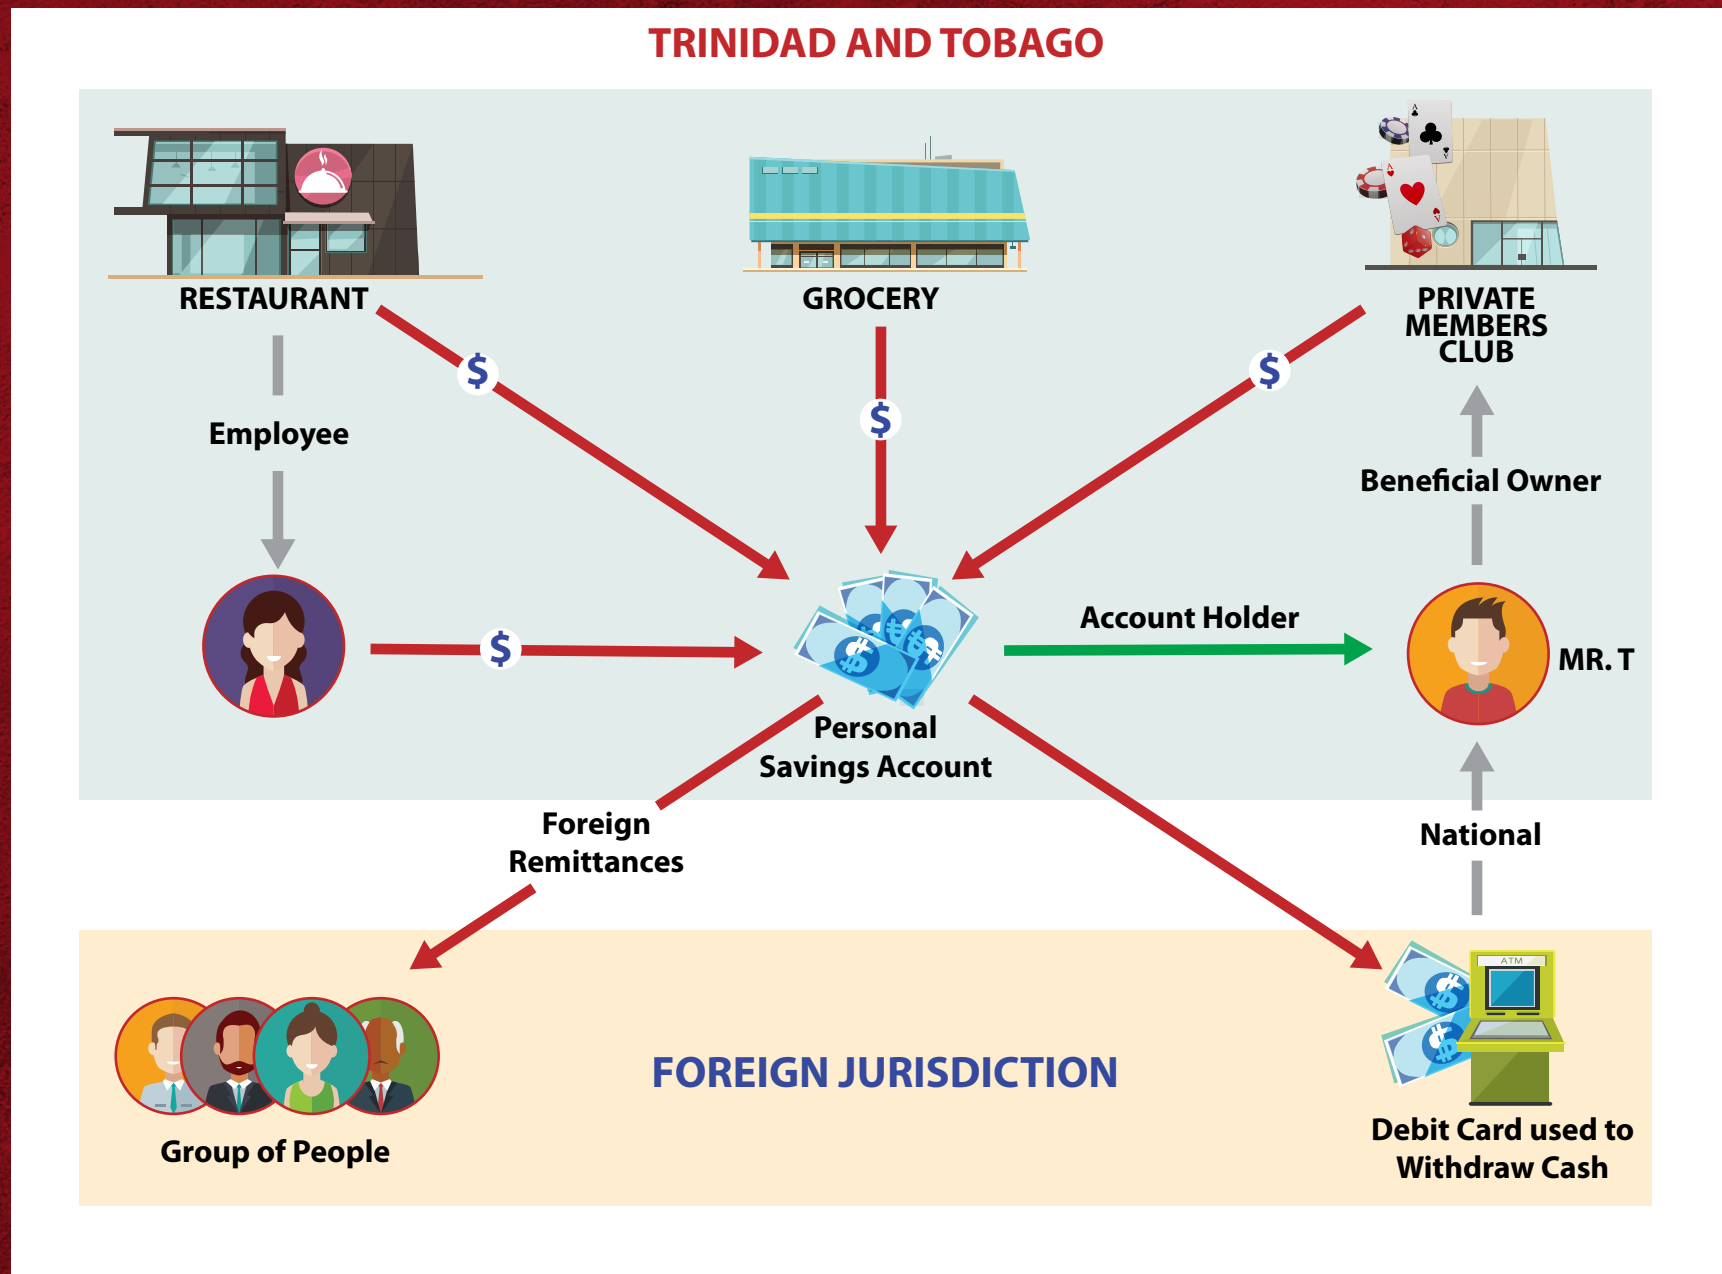 TRINIDAD AND TOBAGO
RESTAURANT
GROCERY
PRIVATE
MEMBERS
CLUB
$
$
$
Employee
Beneficial Owner
$
Account Holder
MR. T
Personal
Savings Account
Foreign
Remittances
National
ATM
FOREIGN JURISDICTION
Group of People
Debit Card used to
Withdraw Cash